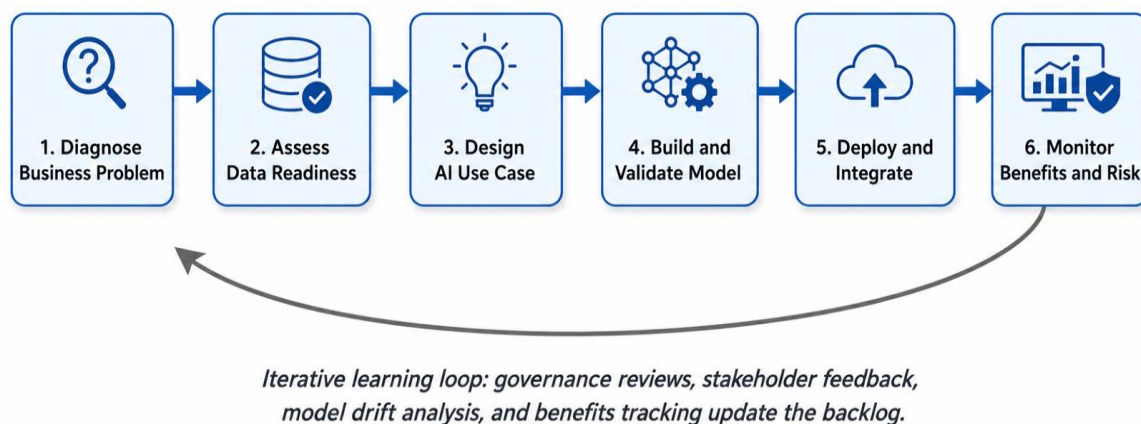 1. Diagnose
Business Problem
2. Assess
Data Readiness
3. Design
AI Use Case
4. Build and
Validate Model
5. Deploy and
Integrate
6. Monitor
Benefits and Risk
Iterative learning loop: governance reviews, stakeholder feedback,
model drift analysis, and benefits tracking update the backlog.